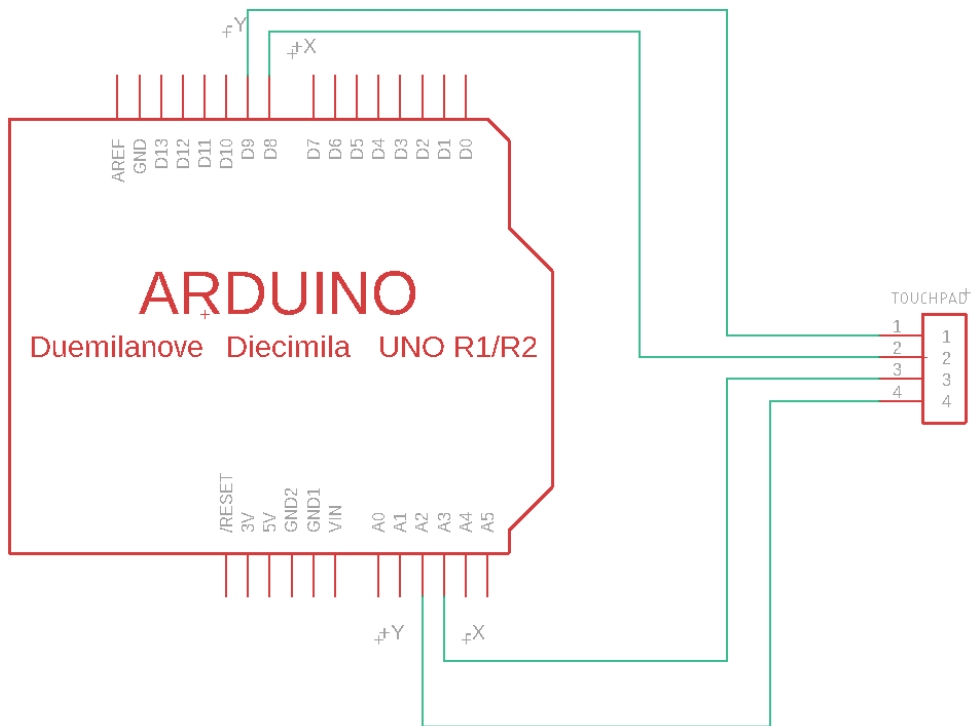 -Y
+X
AREF
GND
D13
D12
D11
D10
D9
D8
D7
D6
D5
D4
D3
D2
D1
D0
ARDUINO
Duemilanove Diecimila UNO R1/R2
TOUCHPAD
1 1
2 2
3 3
4 4
/RESET
3V
5V
GND2
GND1
VIN
A0
A1
A2
A3
A4
A5
+Y
-X